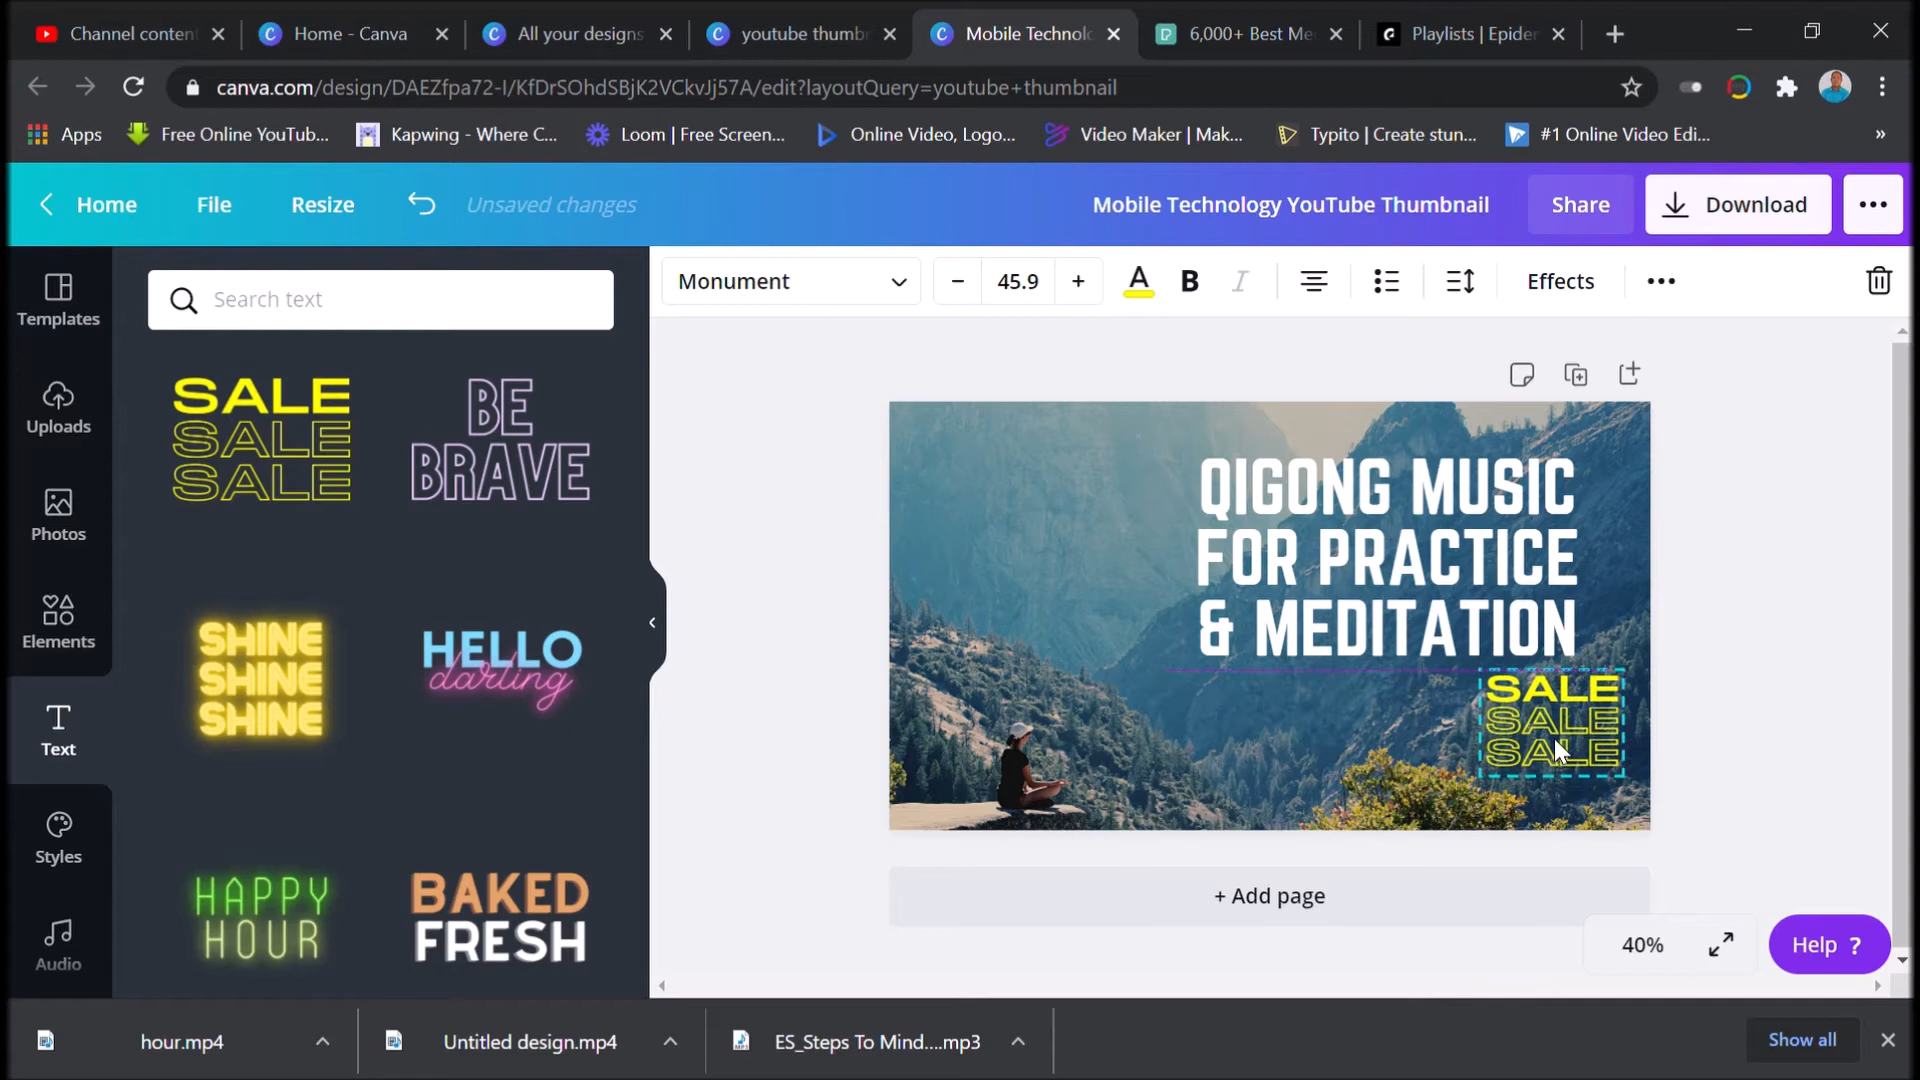 Channel conten
Home - Canva
All your designs
youtube thumb
Mobile Technol
6,000+ Best Me
Playlists | Epide
canva.com/design/DAEZfpa72-I/KfDrSOhdSBjK2VCkvJj57A/edit?layoutQuery=youtube+thumbnail
Apps
Free Online YouTub...
Kapwing - Where C...
Loom | Free Screen...
Online Video, Logo...
Video Maker | Mak...
Typito | Create stun...
#1 Online Video Edi...
»
Home
File
Resize
Unsaved changes
Mobile Technology YouTube Thumbnail
Share
Download
Templates
Uploads
Photos
Elements
Text
Styles
Audio
Search text
SALE
SALE
SALE
BE
BRAVE
SHINE
SHINE
SHINE
HELLO
darling
HAPPY
HOUR
BAKED
FRESH
Monument
− 45.9 +
A
B
I
Effects
QIGONG MUSIC
FOR PRACTICE
& MEDITATION
SALE
SALE
SALE
+ Add page
40%
Help ?
hour.mp4
Untitled design.mp4
ES_Steps To Mind....mp3
Show all